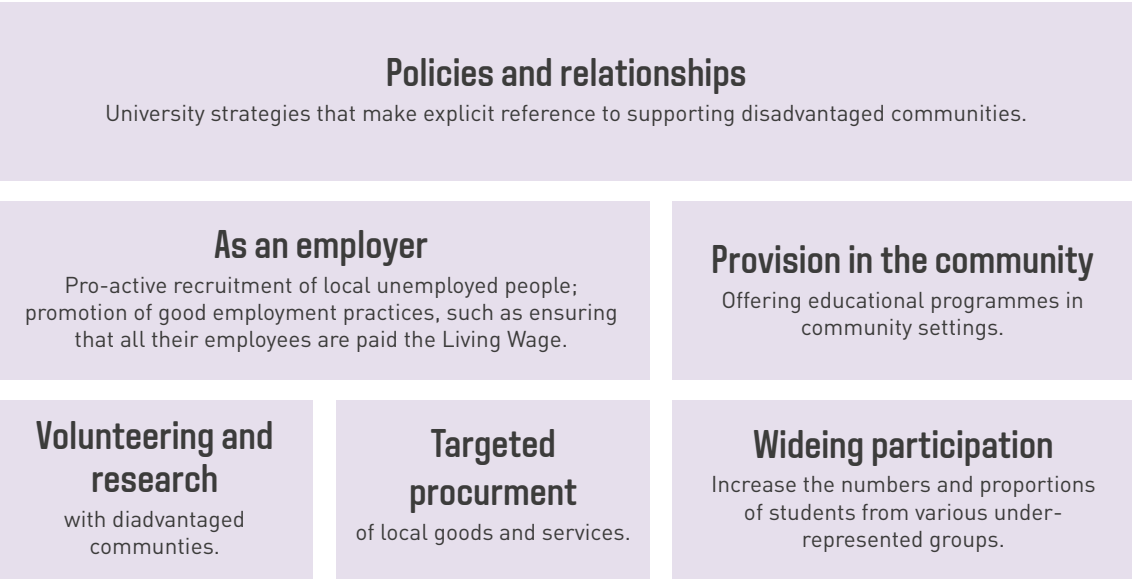 Policies and relationships
University strategies that make explicit reference to supporting disadvantaged communities.
As an employer
Pro-active recruitment of local unemployed people;
promotion of good employment practices, such as ensuring
that all their employees are paid the Living Wage.
Provision in the community
Offering educational programmes in
community settings.
Volunteering and
research
with diadvantaged
communties.
Targeted
procurment
of local goods and services.
Wideing participation
Increase the numbers and proportions
of students from various under-
represented groups.